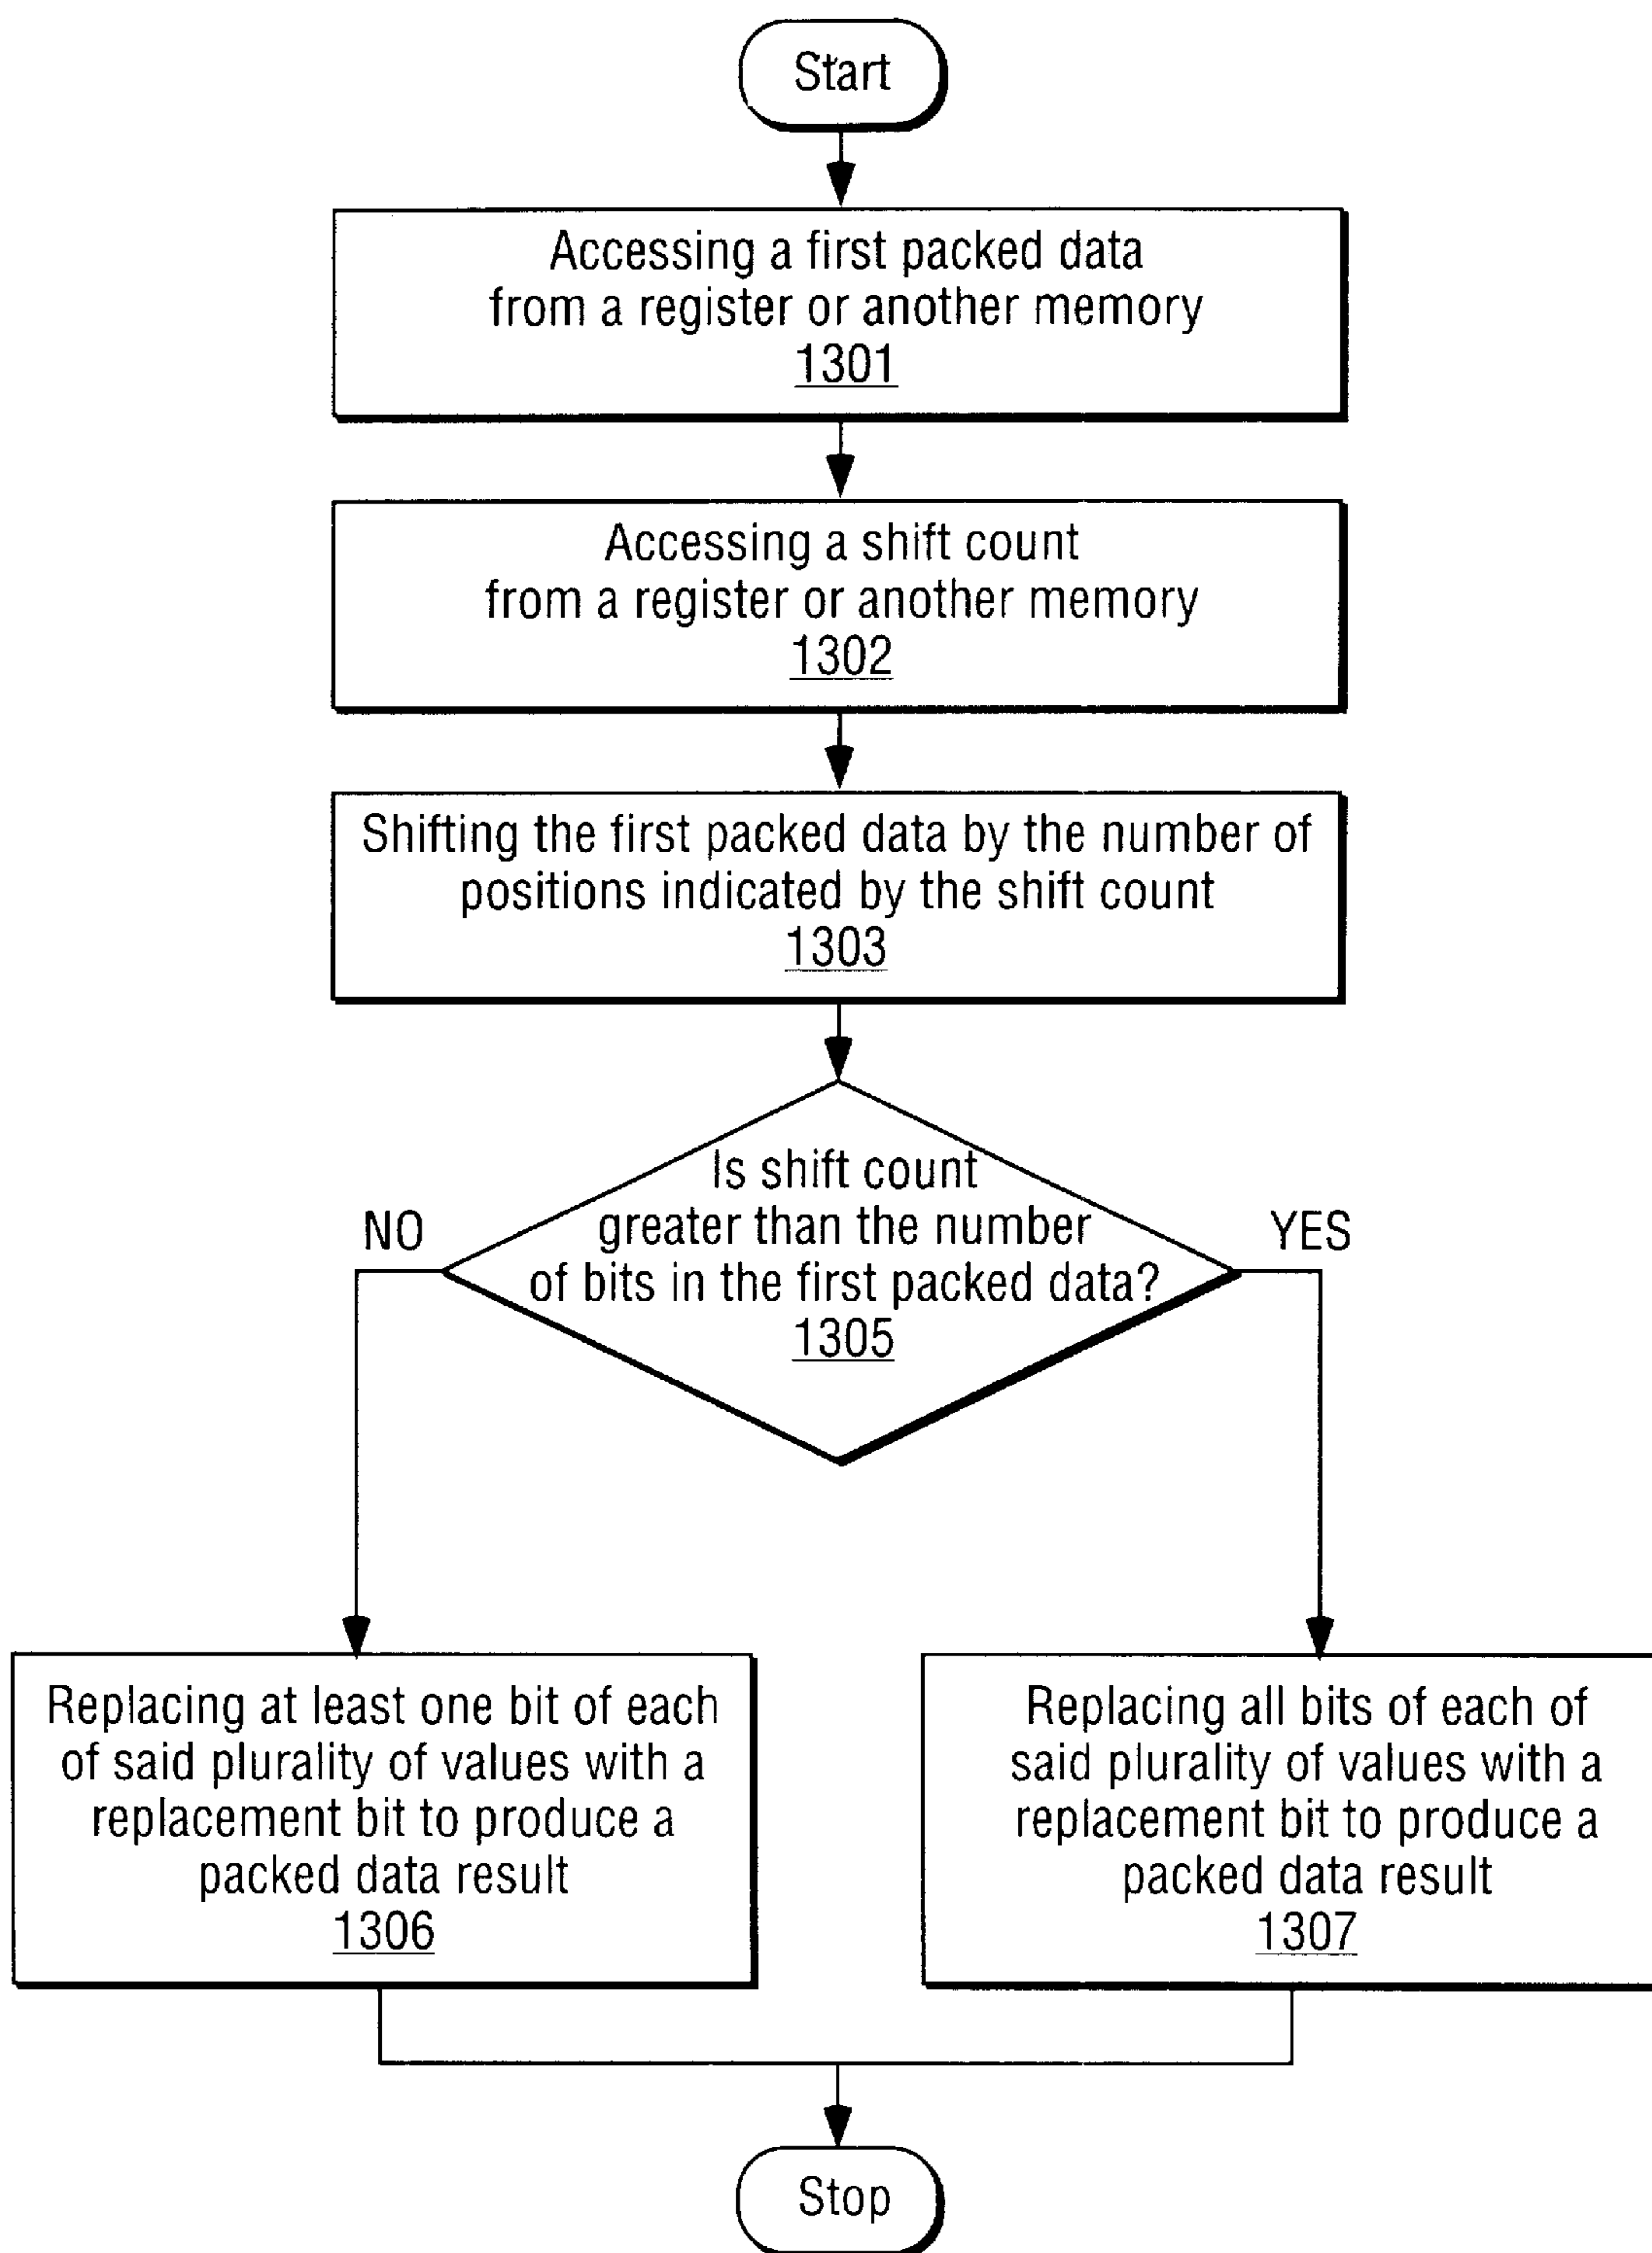 Start
Accessing a first packed data
from a register or another memory
1301
Accessing a shift count
from a register or another memory
1302
Shifting the first packed data by the number of
positions indicated by the shift count
1303
Is shift count
greater than the number
of bits in the first packed data?
1305
NO
YES
Replacing at least one bit of each
of said plurality of values with a
replacement bit to produce a
packed data result
1306
Replacing all bits of each of
said plurality of values with a
replacement bit to produce a
packed data result
1307
Stop